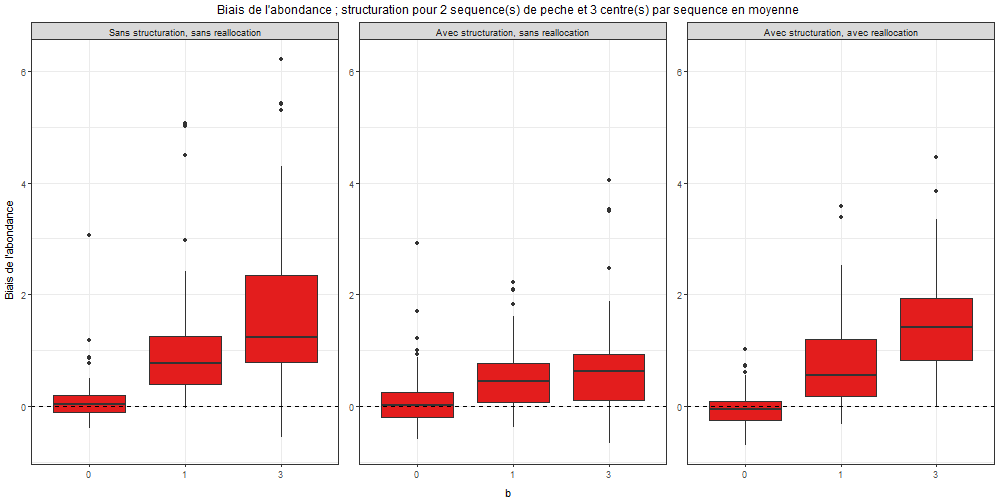 Biais de l'abondance ; structuration pour 2 sequence(s) de peche et 3 centre(s) par sequence en moyenne
Sans structuration, sans reallocation
Avec structuration, sans reallocation
Avec structuration, avec reallocation
Biais de l'abondance
6
4
2
0
6
4
2
0
6
4
2
0
0 1 3
0 1 3
0 1 3
b